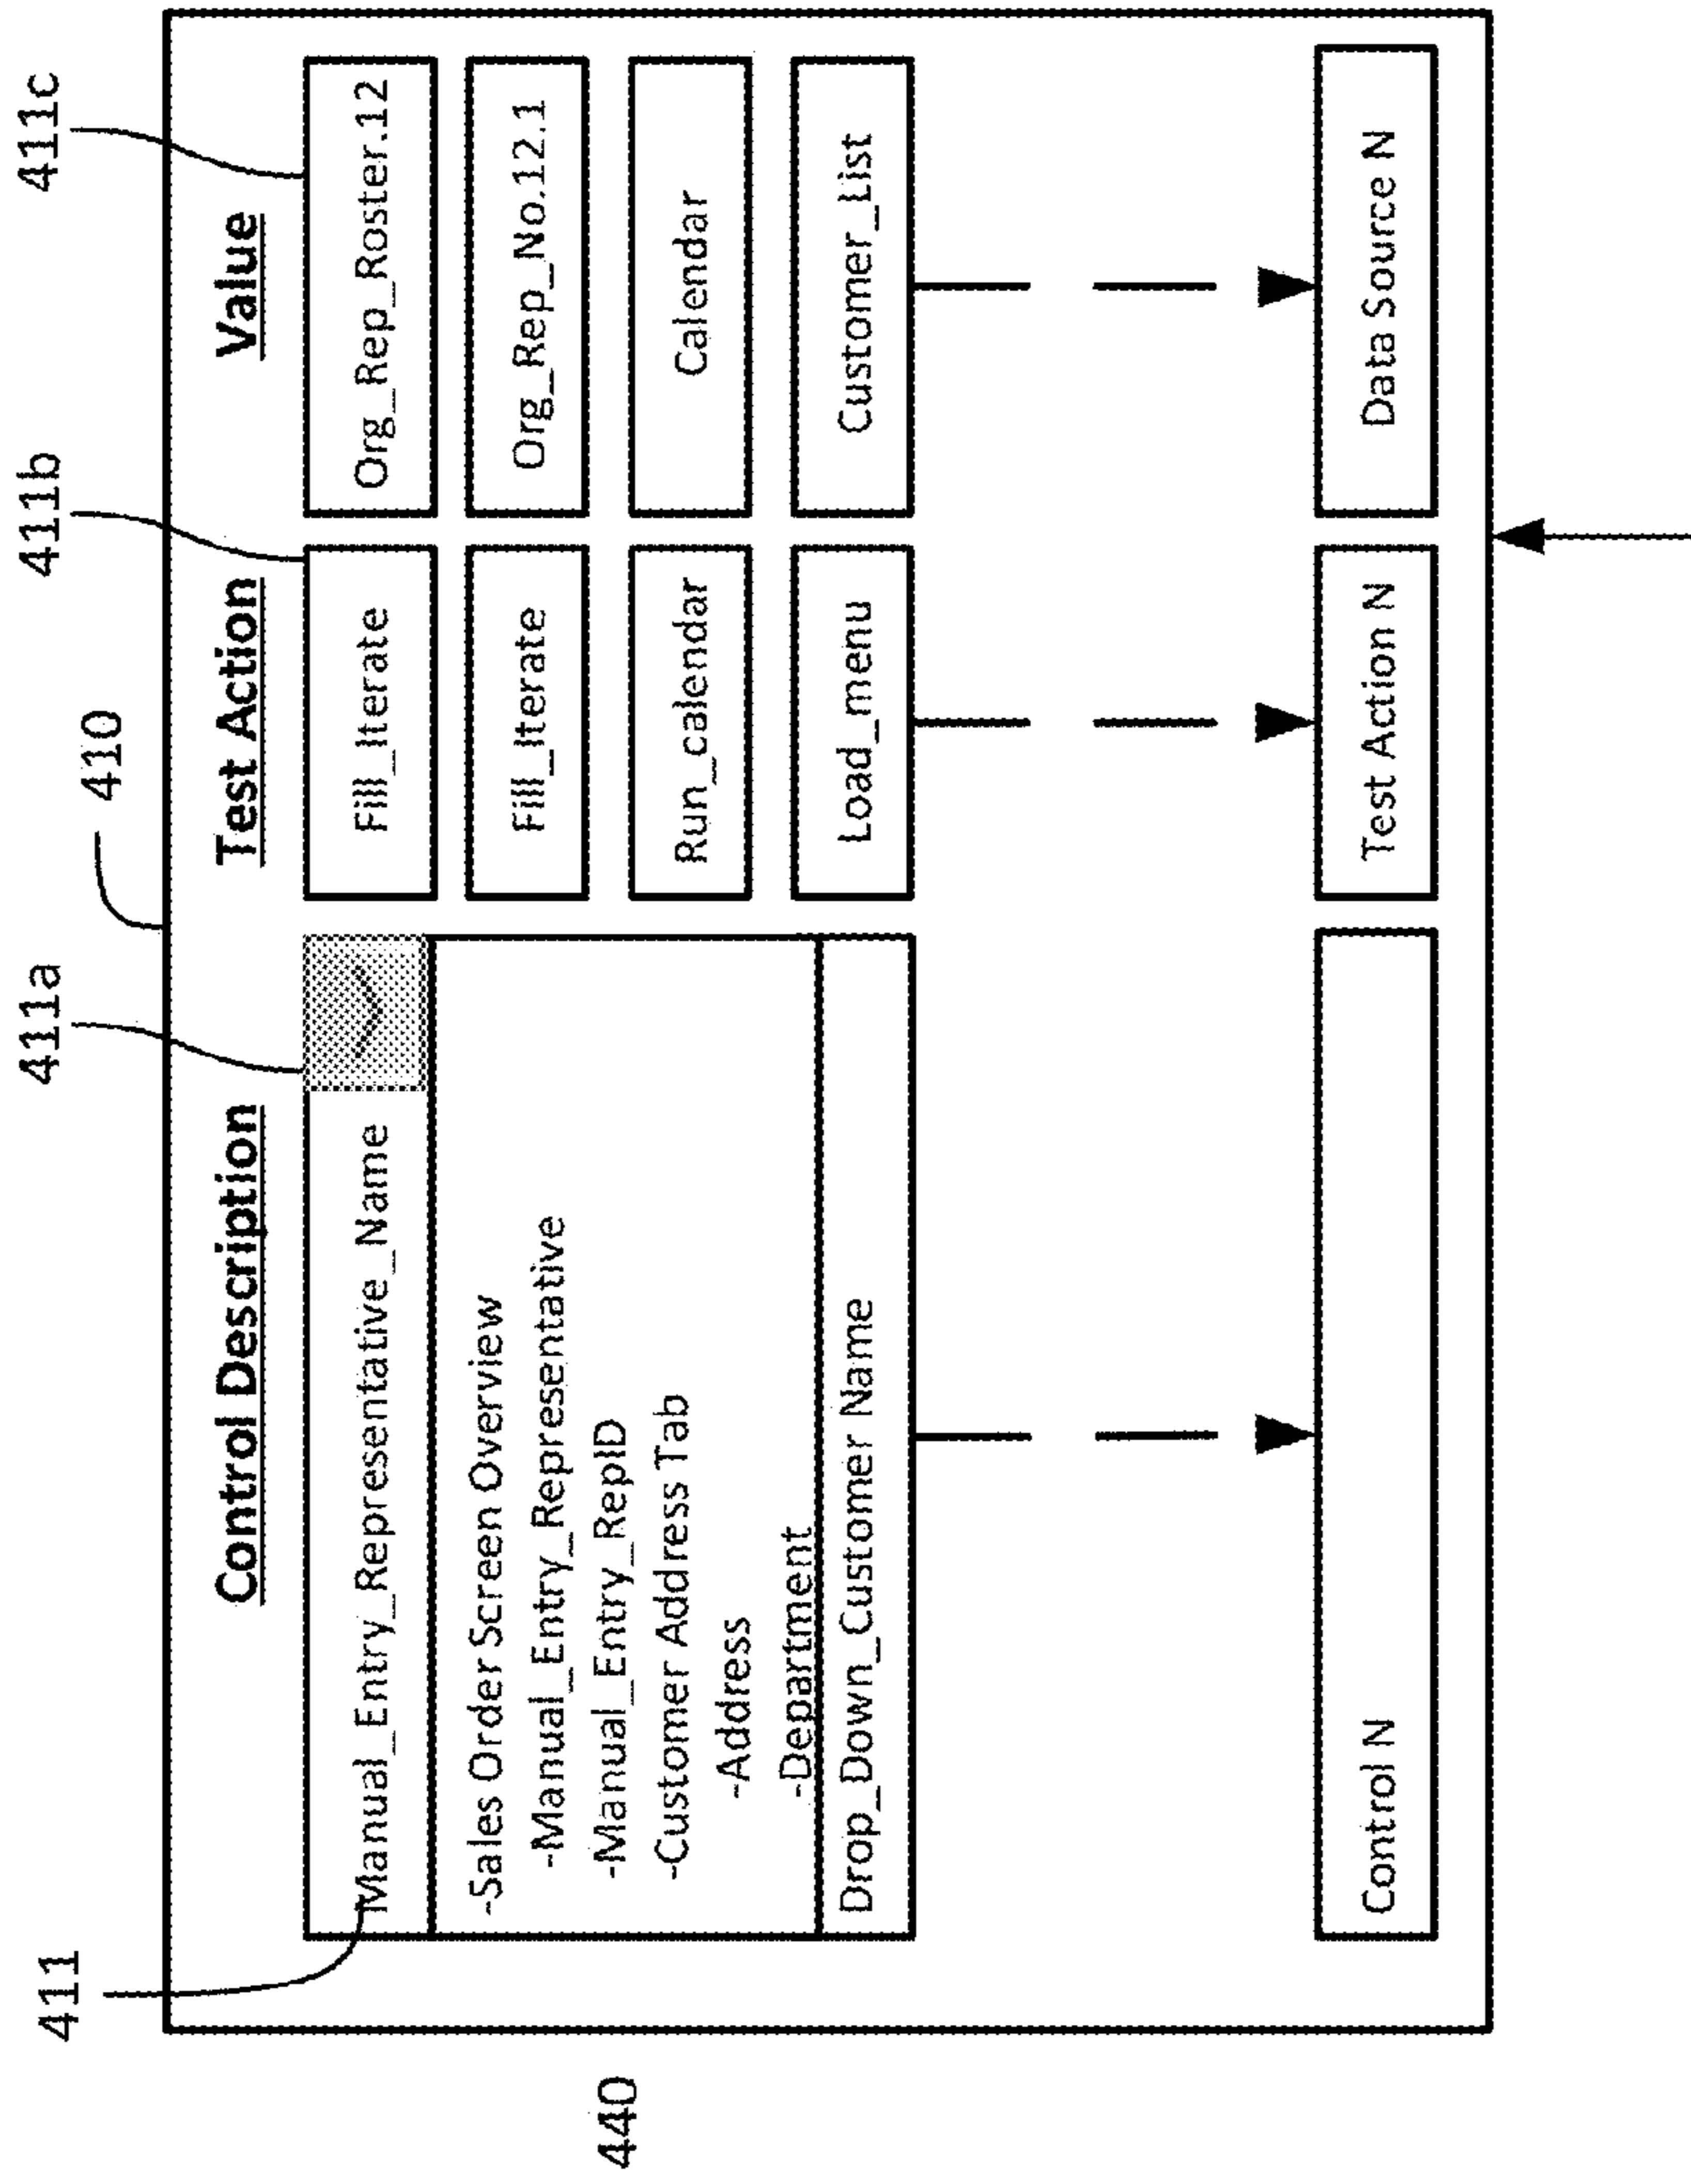 440
411
410
411a
411b
411c
Control Description
Test Action
Value
Manual_Entry_Representative_Name
Fill_Iterate
Org_Rep_Roster.12
-Sales Order Screen Overview
Fill_Iterate
Org_Rep_No.12.1
-Manual_Entry_Representative
-Manual_Entry_RepID
-Customer Address Tab
Run_calendar
Calendar
-Address
-Department
Drop_Down_Customer Name
Load_menu
Customer_List
Control N
Test Action N
Data Source N